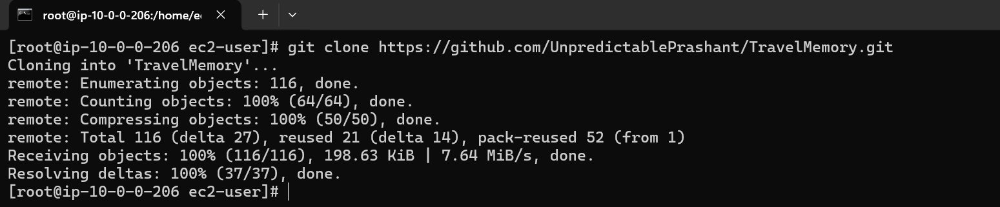 root@ip-10-0-0-206:/home/e
[root@ip-10-0-0-206 ec2-user]# git clone https://github.com/UnpredictablePrashant/TravelMemory.git
Cloning into 'TravelMemory'...
remote: Enumerating objects: 116, done.
remote: Counting objects: 100% (64/64), done.
remote: Compressing objects: 100% (50/50), done.
remote: Total 116 (delta 27), reused 21 (delta 14), pack-reused 52 (from 1)
Receiving objects: 100% (116/116), 198.63 KiB | 7.64 MiB/s, done.
Resolving deltas: 100% (37/37), done.
[root@ip-10-0-0-206 ec2-user]#